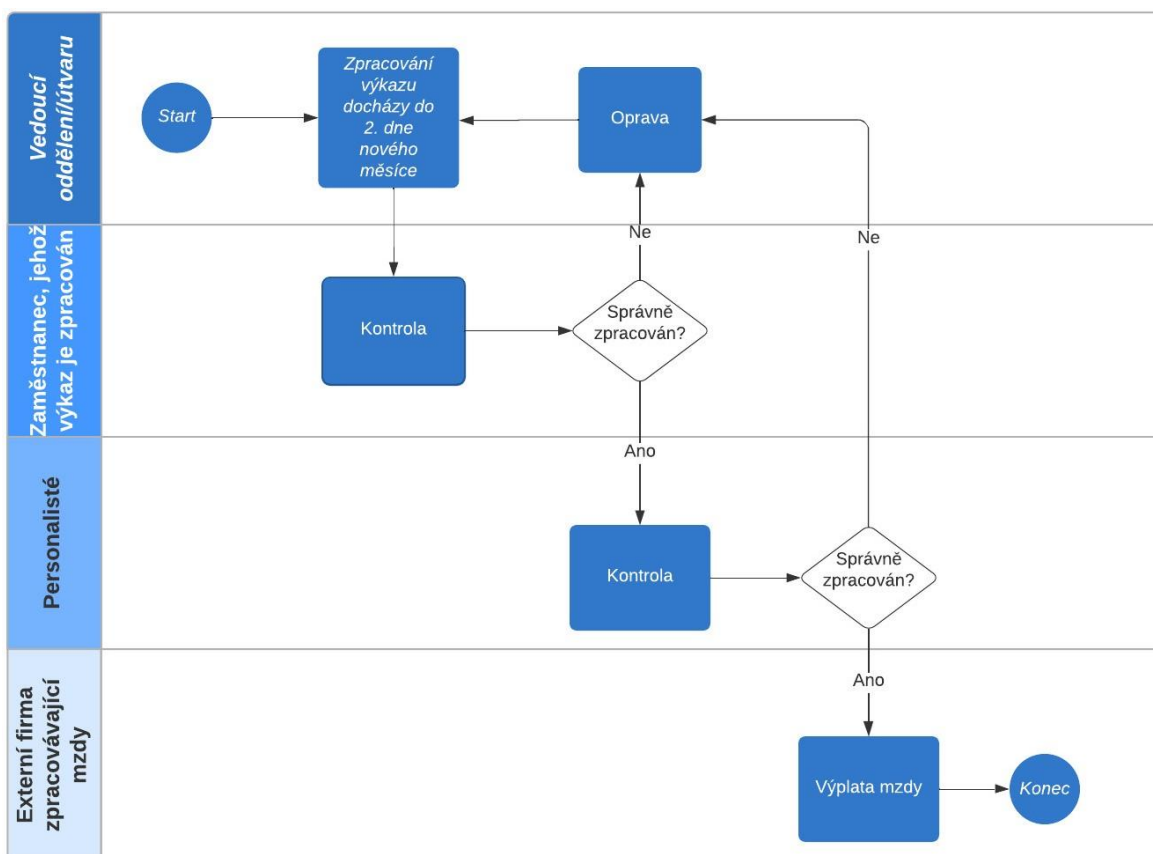 Vedoucí
oddělení/útvaru
Start
Zpracování
výkazu
docházy do
2. dne
nového
měsíce
Oprava
Ne
Ne
Zaměstnanec, jehož
výkaz je zpracován
Kontrola
Správně
zpracován?
Ano
Personalisté
Kontrola
Správně
zpracován?
Ano
Externí firma
zpracovávající
mzdy
Výplata mzdy
Konec